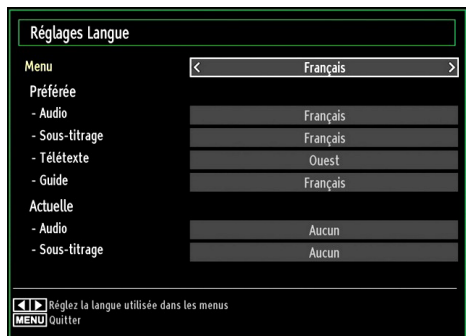 Réglages Langue
Menu < Français >
Préférée
- Audio Français
- Sous-titrage Français
- Télétexte Ouest
- Guide Français
Actuelle
- Audio Aucun
- Sous-titrage Aucun
Réglez la langue utilisée dans les menus
MENU Quitter